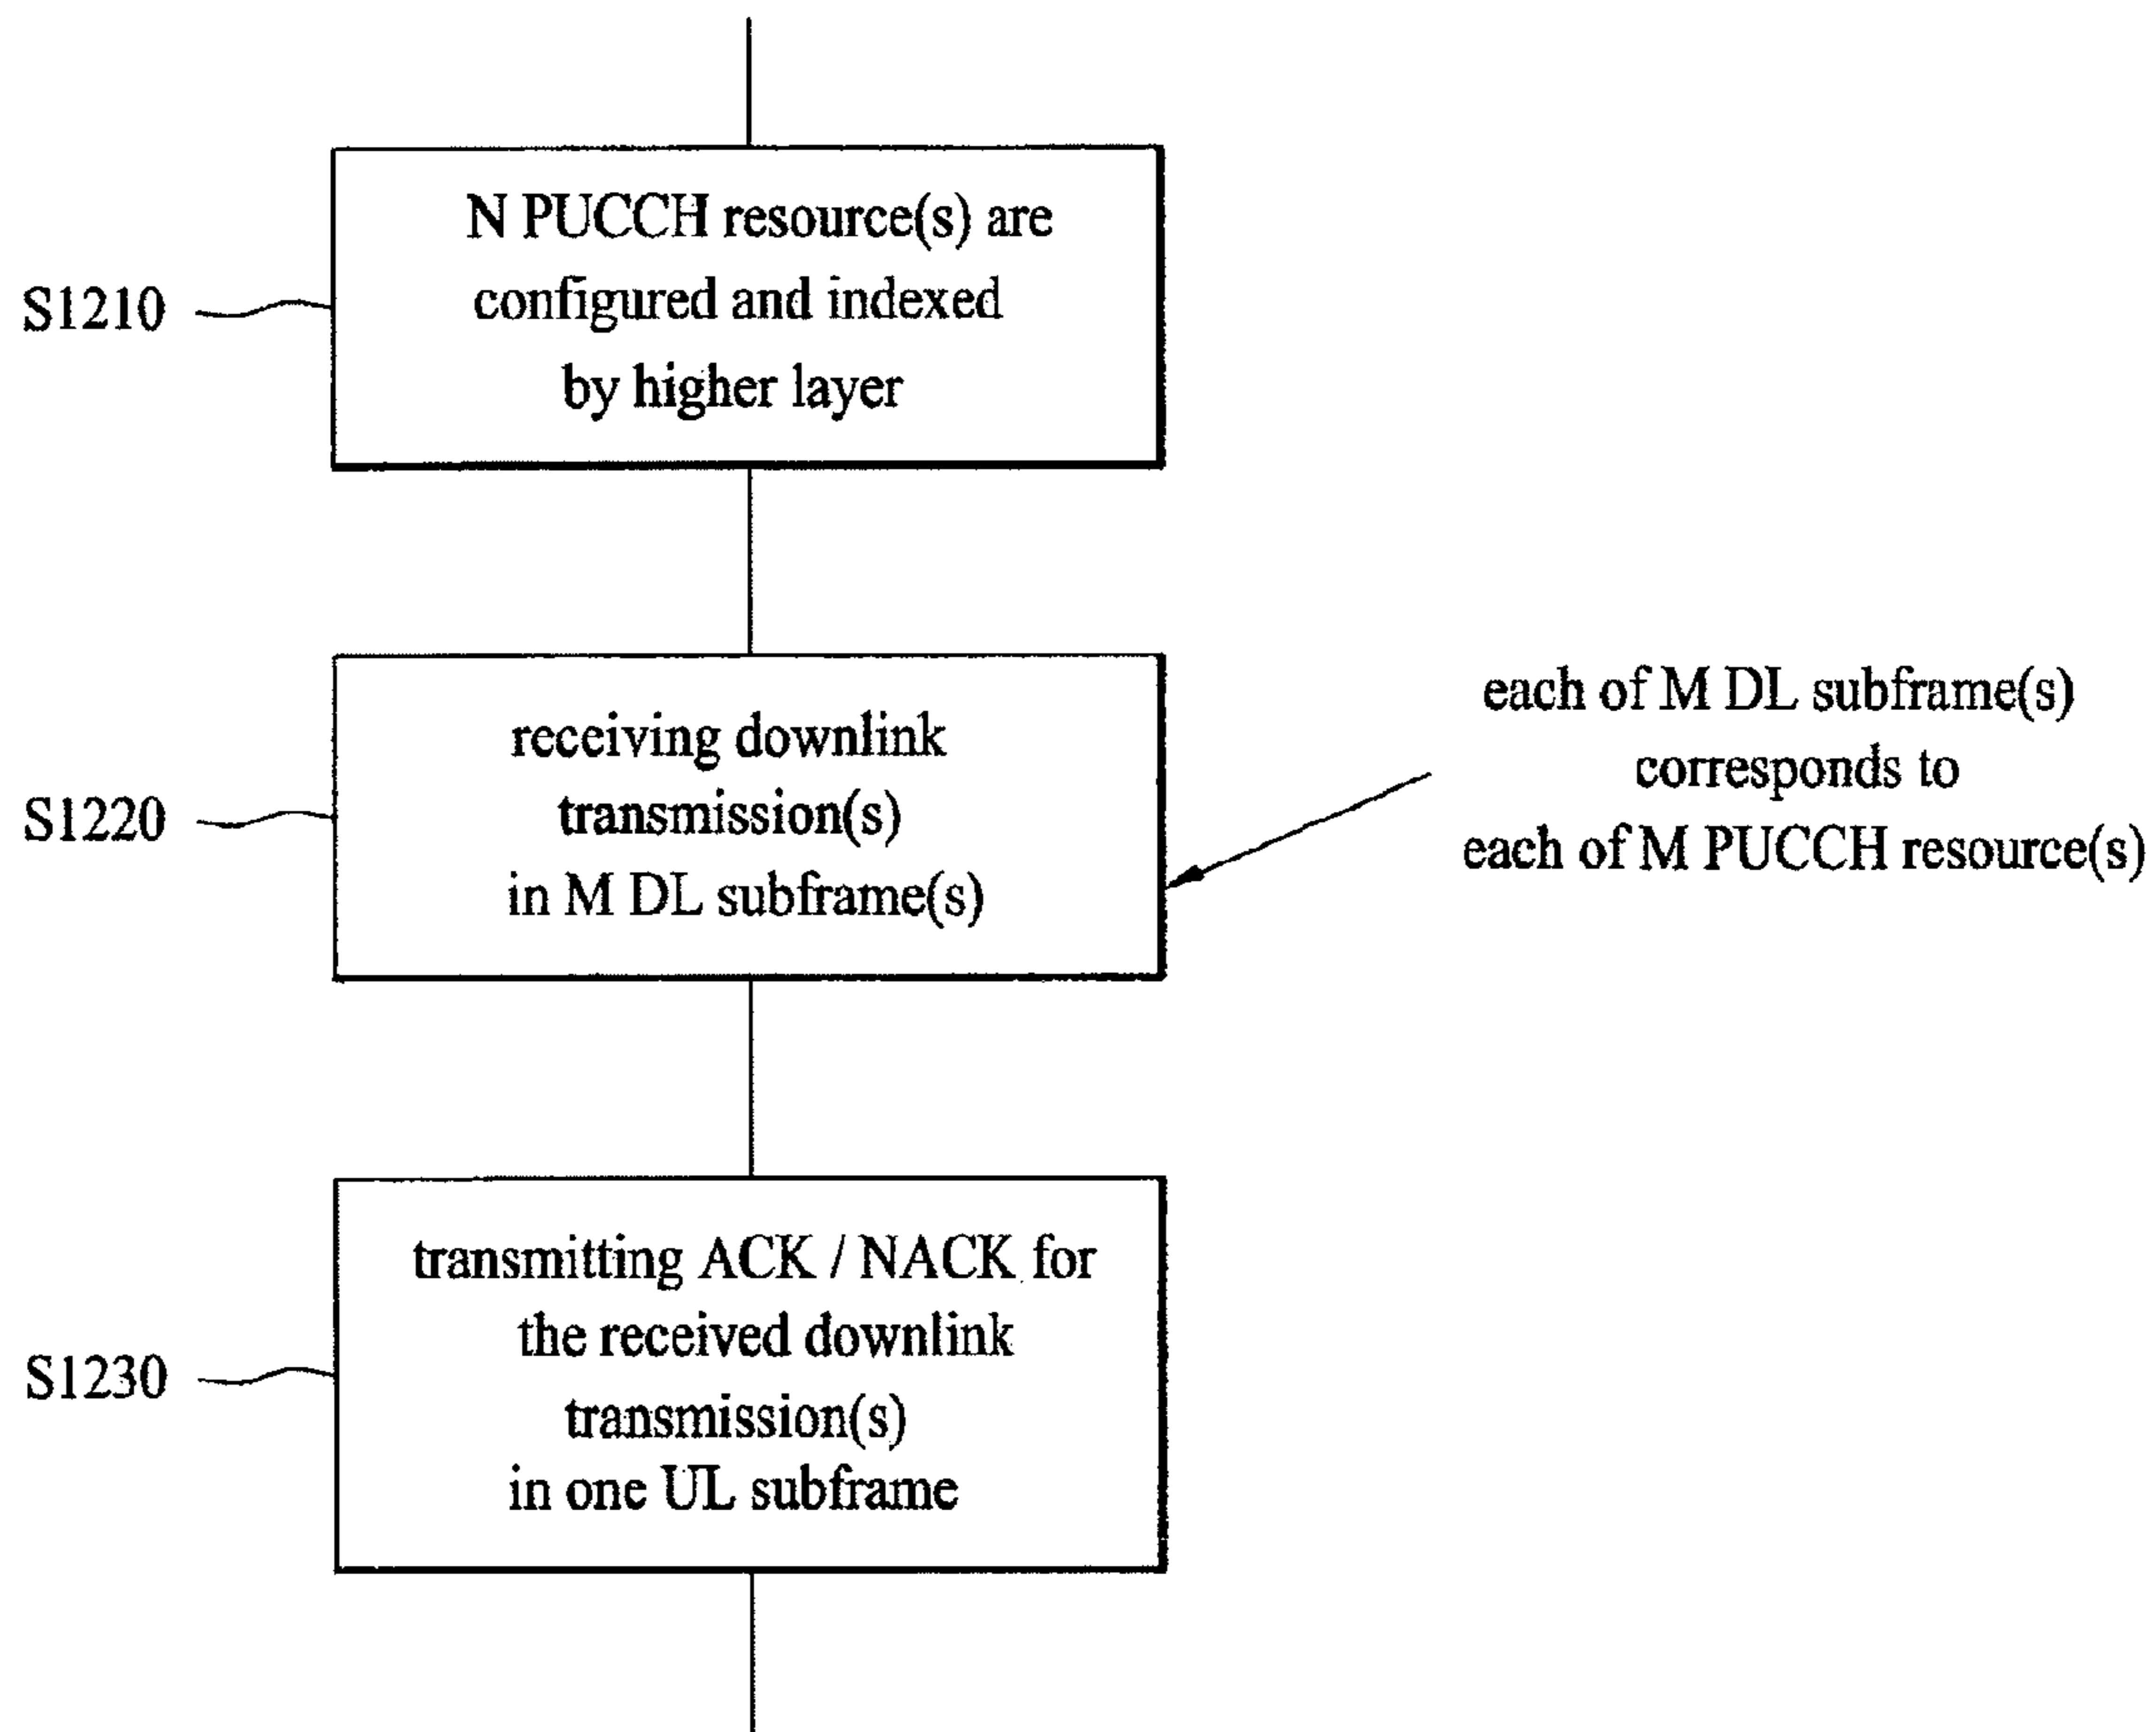 N PUCCH resource(s) are
configured and indexed
by higher layer
S1210
receiving downlink
transmission(s)
in M DL subframe(s)
S1220
each of M DL subframe(s)
corresponds to
each of M PUCCH resource(s)
transmitting ACK / NACK for
the received downlink
transmission(s)
in one UL subframe
S1230